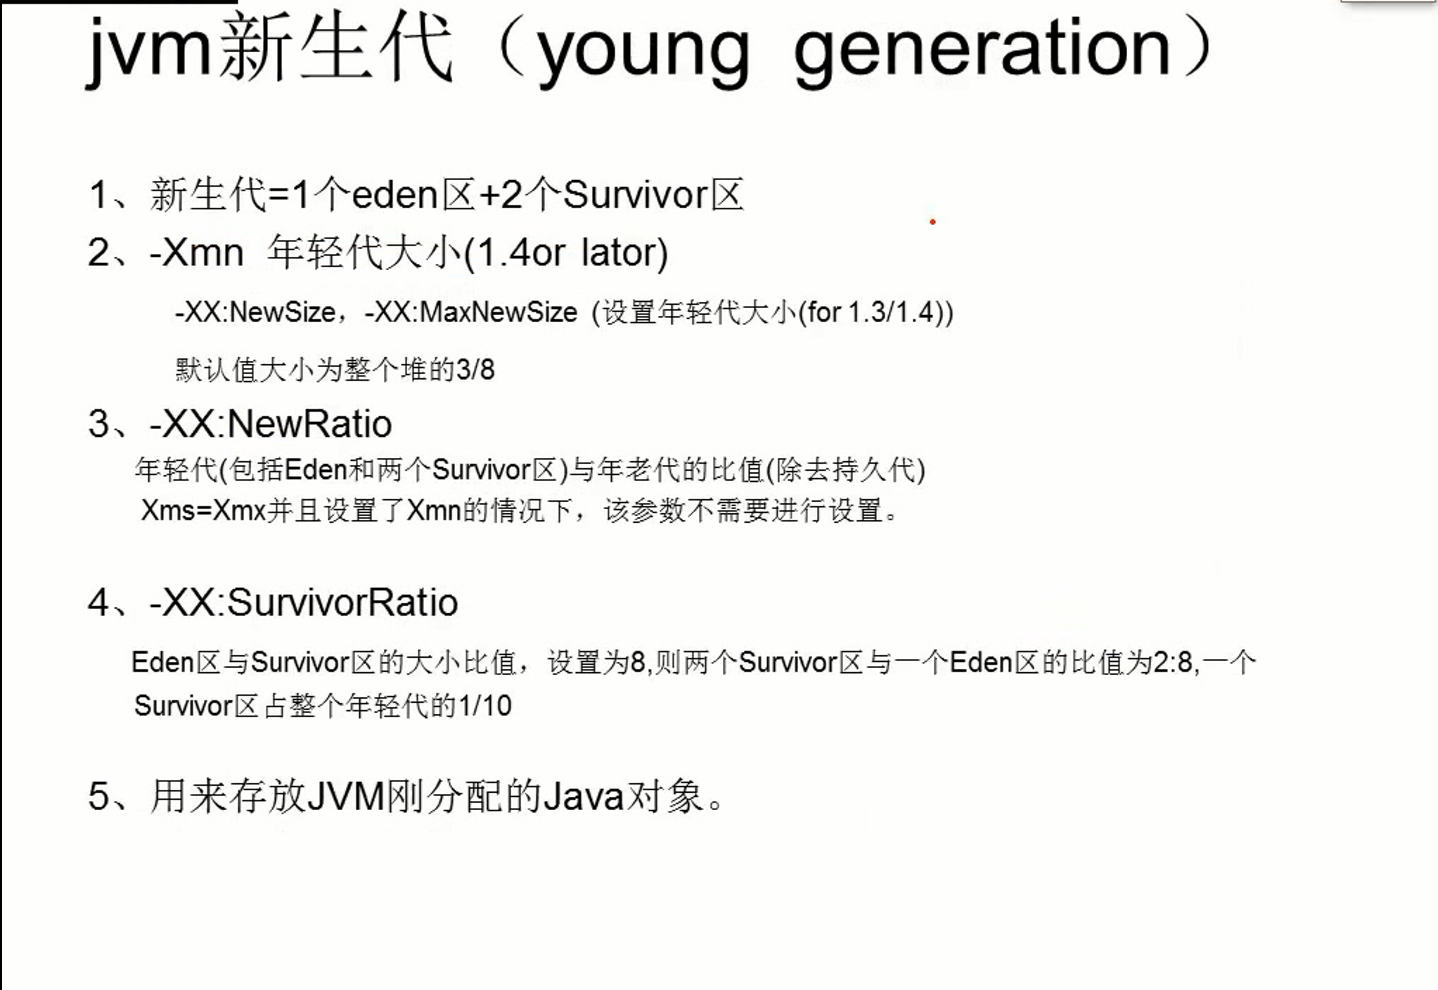 jvm新生代（young generation）
1、新生代=1个eden区+2个Survivor区
2、-Xmn 年轻代大小(1.4or lator)
-XX:NewSize，-XX:MaxNewSize (设置年轻代大小(for 1.3/1.4))
默认值大小为整个堆的3/8
3、-XX:NewRatio
年轻代(包括Eden和两个Survivor区)与年老代的比值(除去持久代)
Xms=Xmx并且设置了Xmn的情况下，该参数不需要进行设置。
4、-XX:SurvivorRatio
Eden区与Survivor区的大小比值，设置为8,则两个Survivor区与一个Eden区的比值为2:8,一个
Survivor区占整个年轻代的1/10
5、用来存放JVM刚分配的Java对象。